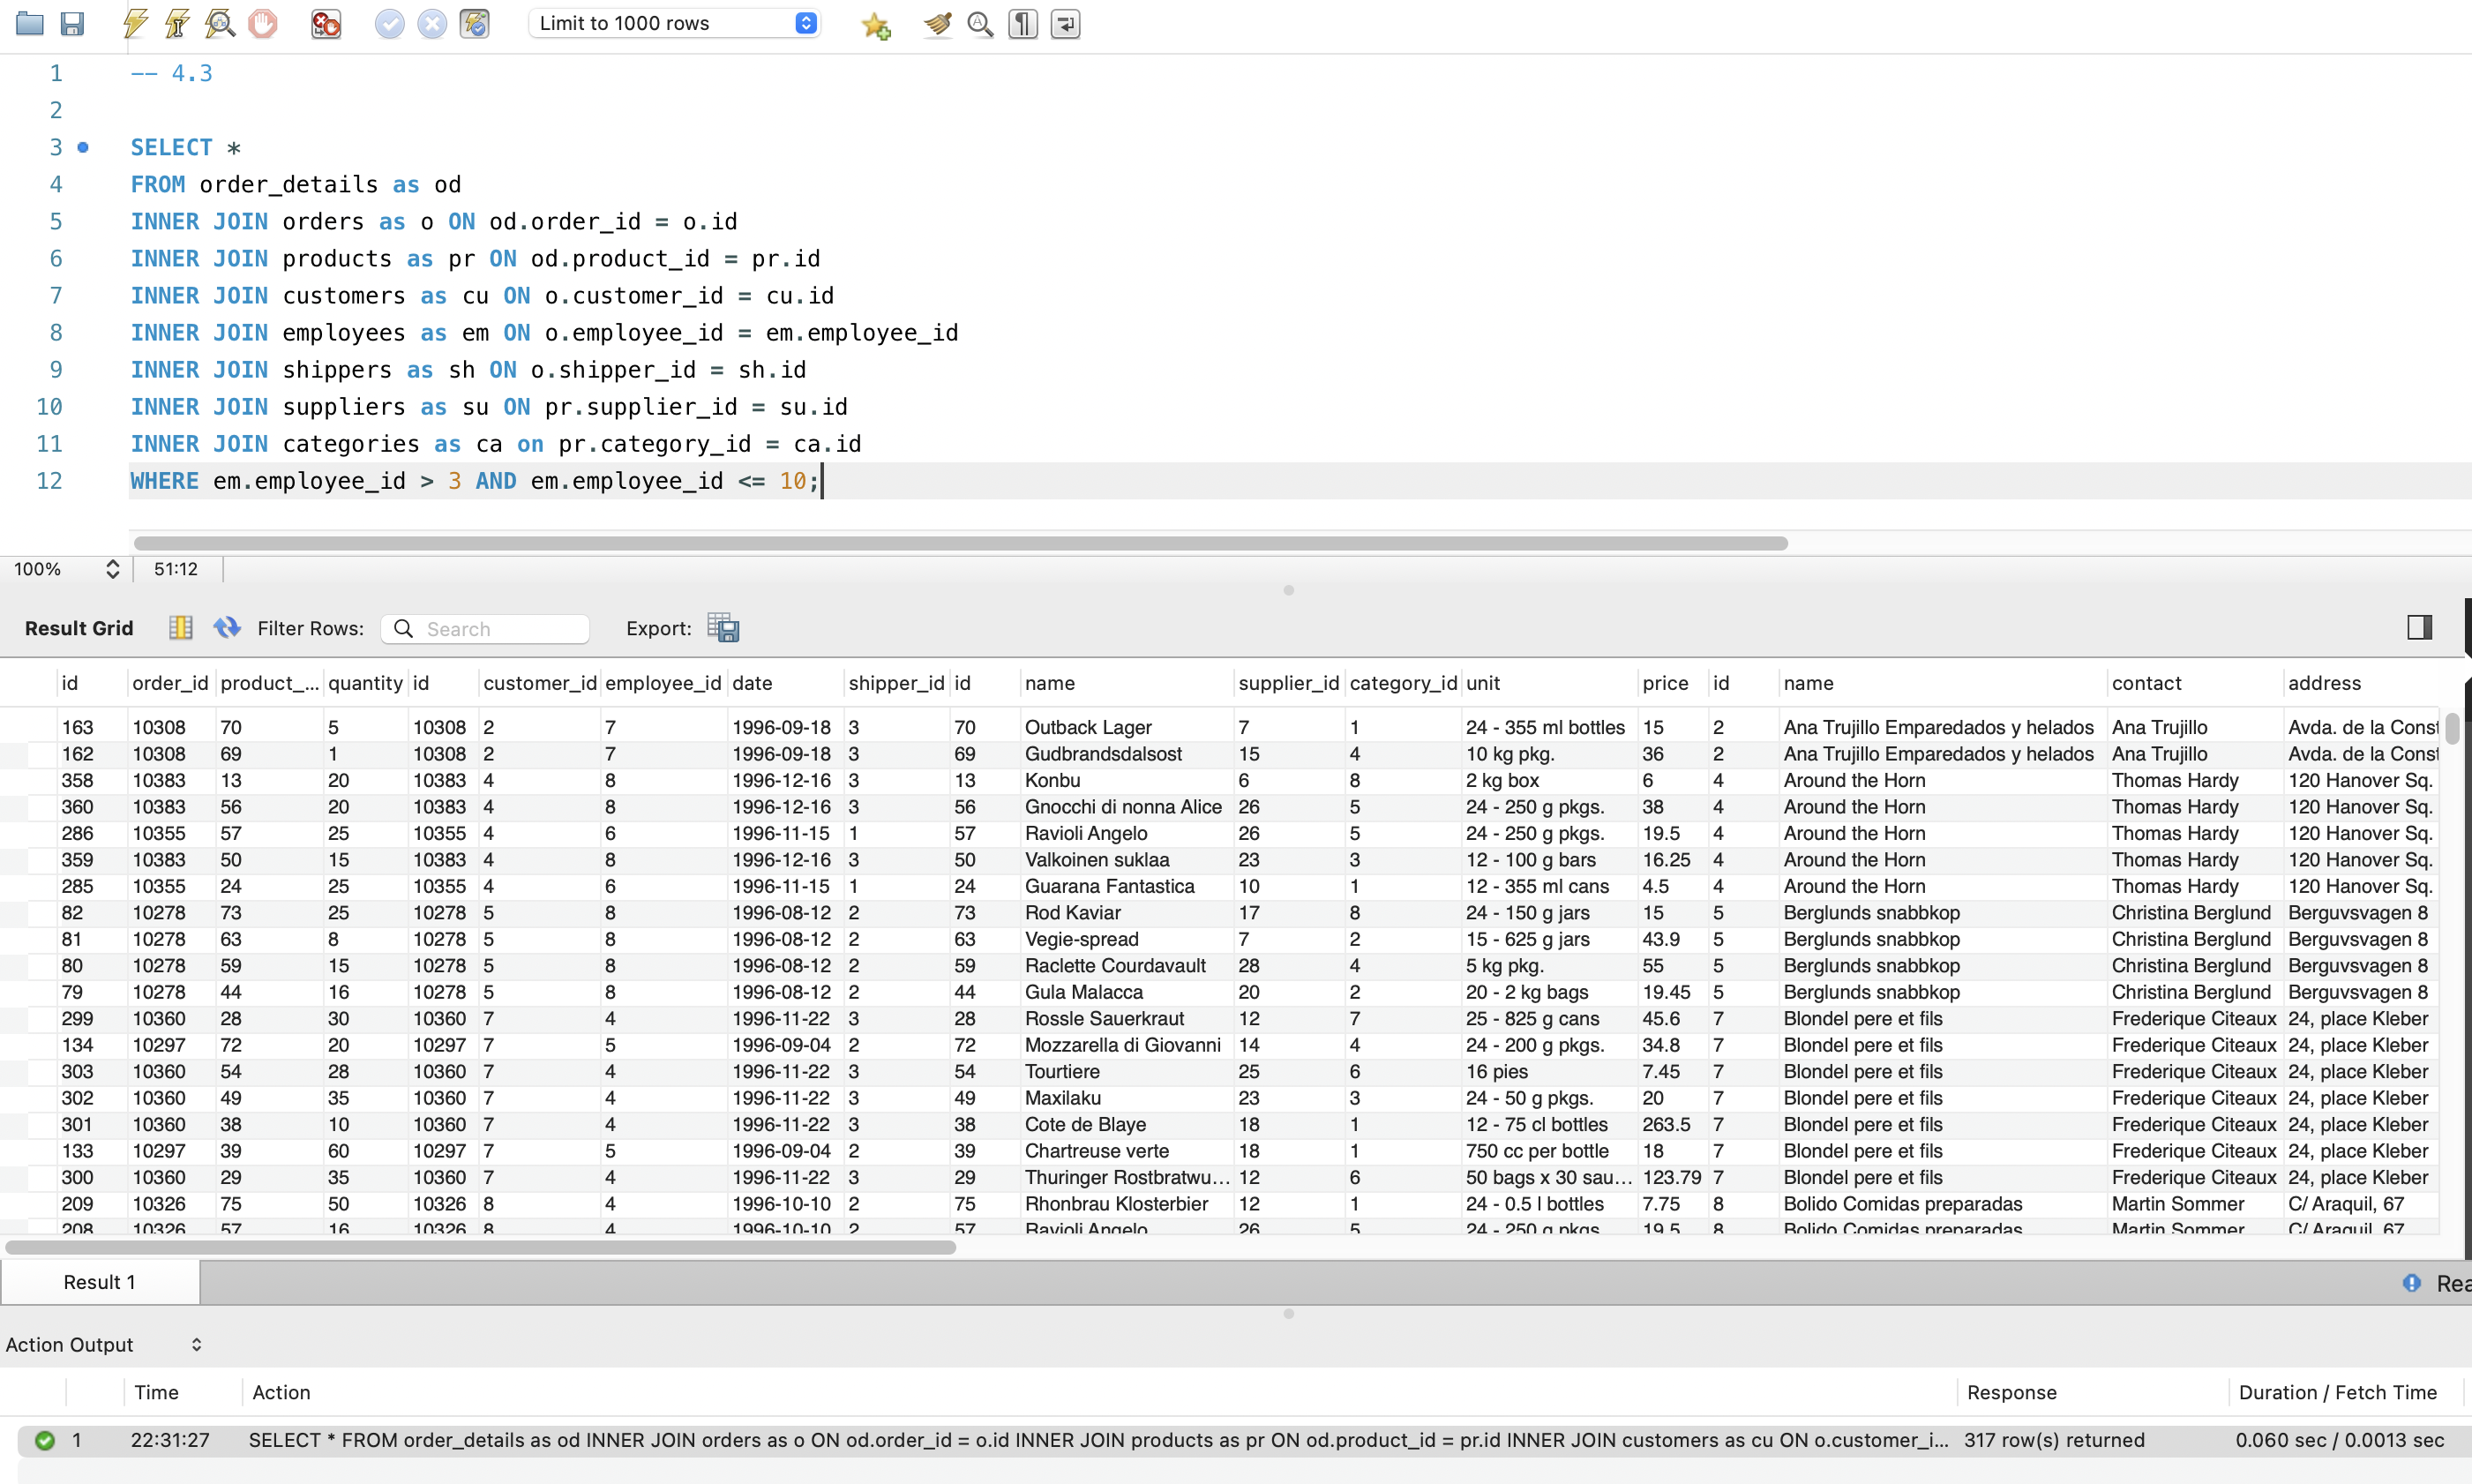 Limit to 1000 rows
1 -- 4.3
2
3 SELECT *
4 FROM order_details as od
5 INNER JOIN orders as o ON od.order_id = o.id
6 INNER JOIN products as pr ON od.product_id = pr.id
7 INNER JOIN customers as cu ON o.customer_id = cu.id
8 INNER JOIN employees as em ON o.employee_id = em.employee_id
9 INNER JOIN shippers as sh ON o.shipper_id = sh.id
10 INNER JOIN suppliers as su ON pr.supplier_id = su.id
11 INNER JOIN categories as ca on pr.category_id = ca.id
12 WHERE em.employee_id > 3 AND em.employee_id <= 10;
100% 51:12
Result Grid Filter Rows: Search Export:
id order_id product_... quantity id customer_id employee_id date shipper_id id name supplier_id category_id unit price id name contact address
163 10308 70 5 10308 2 7 1996-09-18 3 70 Outback Lager 7 1 24 - 355 ml bottles 15 2 Ana Trujillo Emparedados y helados Ana Trujillo Avda. de la Const
162 10308 69 1 10308 2 7 1996-09-18 3 69 Gudbrandsdalsost 15 4 10 kg pkg. 36 2 Ana Trujillo Emparedados y helados Ana Trujillo Avda. de la Const
358 10383 13 20 10383 4 8 1996-12-16 3 13 Konbu 6 8 2 kg box 6 4 Around the Horn Thomas Hardy 120 Hanover Sq.
360 10383 56 20 10383 4 8 1996-12-16 3 56 Gnocchi di nonna Alice 26 5 24 - 250 g pkgs. 38 4 Around the Horn Thomas Hardy 120 Hanover Sq.
286 10355 57 25 10355 4 6 1996-11-15 1 57 Ravioli Angelo 26 5 24 - 250 g pkgs. 19.5 4 Around the Horn Thomas Hardy 120 Hanover Sq.
359 10383 50 15 10383 4 8 1996-12-16 3 50 Valkoinen suklaa 23 3 12 - 100 g bars 16.25 4 Around the Horn Thomas Hardy 120 Hanover Sq.
285 10355 24 25 10355 4 6 1996-11-15 1 24 Guarana Fantastica 10 1 12 - 355 ml cans 4.5 4 Around the Horn Thomas Hardy 120 Hanover Sq.
82 10278 73 25 10278 5 8 1996-08-12 2 73 Rod Kaviar 17 8 24 - 150 g jars 15 5 Berglunds snabbkop Christina Berglund Berguvsvagen 8
81 10278 63 8 10278 5 8 1996-08-12 2 63 Vegie-spread 7 2 15 - 625 g jars 43.9 5 Berglunds snabbkop Christina Berglund Berguvsvagen 8
80 10278 59 15 10278 5 8 1996-08-12 2 59 Raclette Courdavault 28 4 5 kg pkg. 55 5 Berglunds snabbkop Christina Berglund Berguvsvagen 8
79 10278 44 16 10278 5 8 1996-08-12 2 44 Gula Malacca 20 2 20 - 2 kg bags 19.45 5 Berglunds snabbkop Christina Berglund Berguvsvagen 8
299 10360 28 30 10360 7 4 1996-11-22 3 28 Rossle Sauerkraut 12 7 25 - 825 g cans 45.6 7 Blondel pere et fils Frederique Citeaux 24, place Kleber
134 10297 72 20 10297 7 5 1996-09-04 2 72 Mozzarella di Giovanni 14 4 24 - 200 g pkgs. 34.8 7 Blondel pere et fils Frederique Citeaux 24, place Kleber
303 10360 54 28 10360 7 4 1996-11-22 3 54 Tourtiere 25 6 16 pies 7.45 7 Blondel pere et fils Frederique Citeaux 24, place Kleber
302 10360 49 35 10360 7 4 1996-11-22 3 49 Maxilaku 23 3 24 - 50 g pkgs. 20 7 Blondel pere et fils Frederique Citeaux 24, place Kleber
301 10360 38 10 10360 7 4 1996-11-22 3 38 Cote de Blaye 18 1 12 - 75 cl bottles 263.5 7 Blondel pere et fils Frederique Citeaux 24, place Kleber
133 10297 39 60 10297 7 5 1996-09-04 2 39 Chartreuse verte 18 1 750 cc per bottle 18 7 Blondel pere et fils Frederique Citeaux 24, place Kleber
300 10360 29 35 10360 7 4 1996-11-22 3 29 Thuringer Rostbratwu... 12 6 50 bags x 30 sau... 123.79 7 Blondel pere et fils Frederique Citeaux 24, place Kleber
209 10326 75 50 10326 8 4 1996-10-10 2 75 Rhonbrau Klosterbier 12 1 24 - 0.5 l bottles 7.75 8 Bolido Comidas preparadas Martin Sommer C/ Araquil, 67
208 10326 57 16 10326 8 4 1996-10-10 2 57 Ravioli Angelo 26 5 24 - 250 g pkgs. 19.5 8 Bolido Comidas preparadas Martin Sommer C/ Araquil, 67
Result 1 Rea
Action Output
Time Action Response Duration / Fetch Time
1 22:31:27 SELECT * FROM order_details as od INNER JOIN orders as o ON od.order_id = o.id INNER JOIN products as pr ON od.product_id = pr.id INNER JOIN customers as cu ON o.customer_i... 317 row(s) returned 0.060 sec / 0.0013 sec